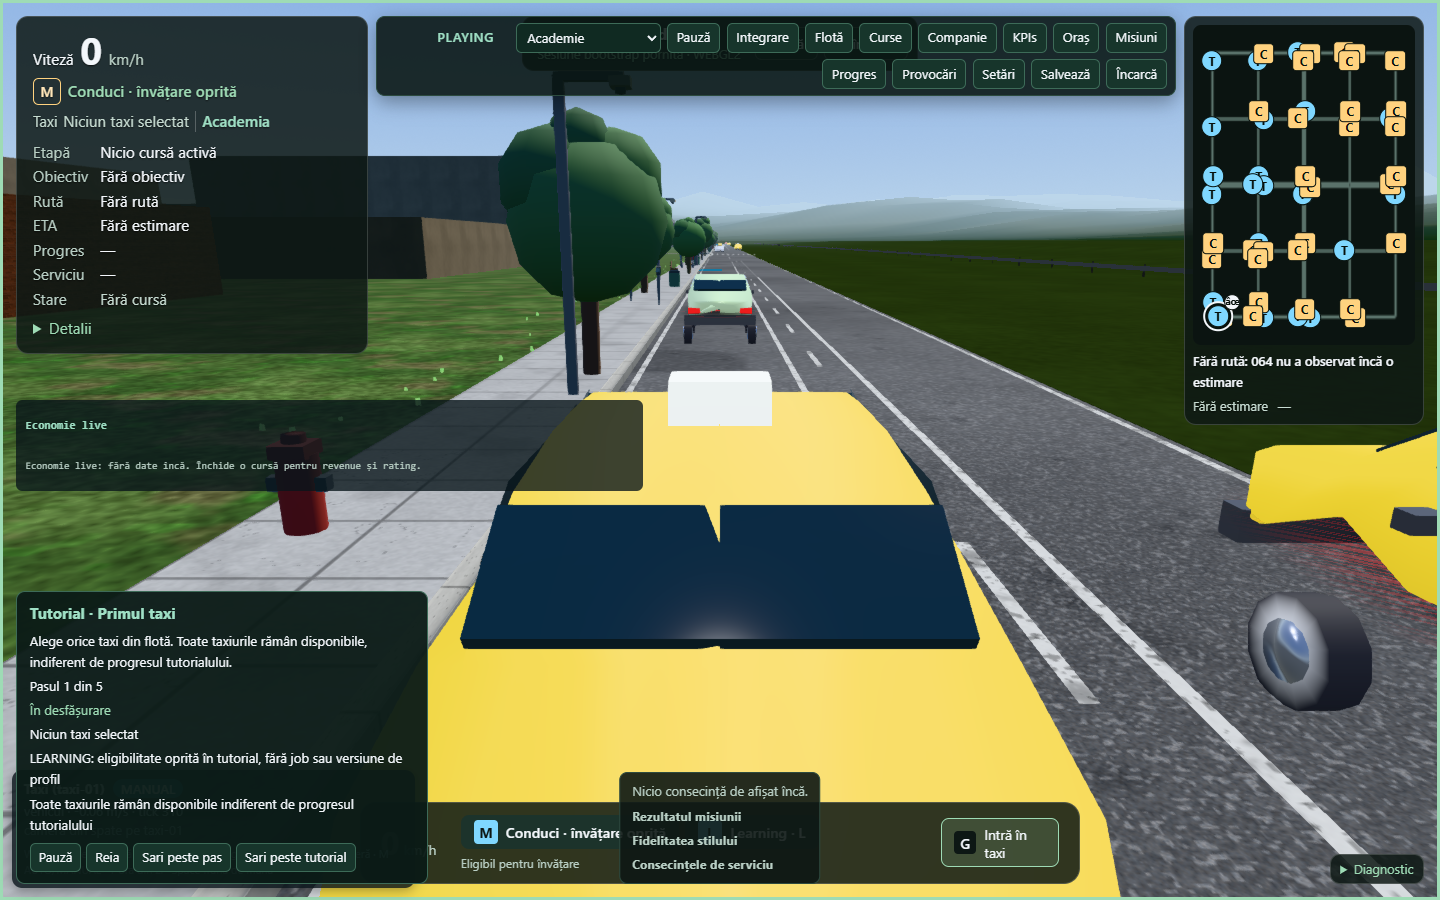 Viteză 0 km/h
M Conduci · învățare oprită
Taxi Niciun taxi selectat Academia
Etapă Nicio cursă activă
Obiectiv Fără obiectiv
Rută Fără rută
ETA Fără estimare
Progres —
Serviciu —
Stare Fără cursă
▶ Detalii
PLAYING Academie Pauză Integrare Flotă Curse Companie KPIs Oraș Misiuni
Progres Provocări Setări Salvează Încarcă
Fără rută: 064 nu a observat încă o
estimare
Fără estimare —
Economie live
Economie live: fără date încă. Închide o cursă pentru revenue și rating.
Tutorial · Primul taxi
Alege orice taxi din flotă. Toate taxiurile rămân disponibile,
indiferent de progresul tutorialului.
Pasul 1 din 5
În desfășurare
Niciun taxi selectat
LEARNING: eligibilitate oprită în tutorial, fără job sau versiune de
profil
Toate taxiurile rămân disponibile indiferent de progresul
tutorialului
Pauză Reia Sari peste pas Sari peste tutorial
M Conduci · învățare
Eligibil pentru învățare
Nicio consecință de afișat încă.
Rezultatul misiunii
Fidelitatea stilului
Consecințele de serviciu
G Intră în
taxi
▶ Diagnostic